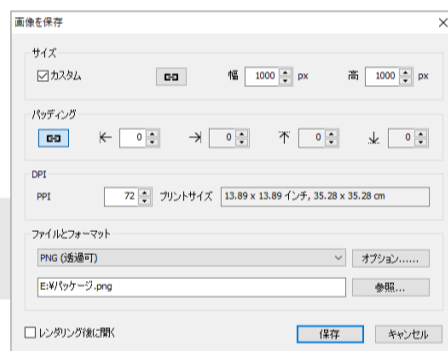 画像を保存
サイズ
カスタム 幅 1000 px 高 1000 px
パッディング
0 0 0 0
DPI
PPI 72 プリントサイズ 13.89 x 13.89 インチ, 35.28 x 35.28 cm
ファイルとフォーマット
PNG (透過可) オプション......
E:¥パッケージ.png 参照...
レンダリング後に開く 保存 キャンセル